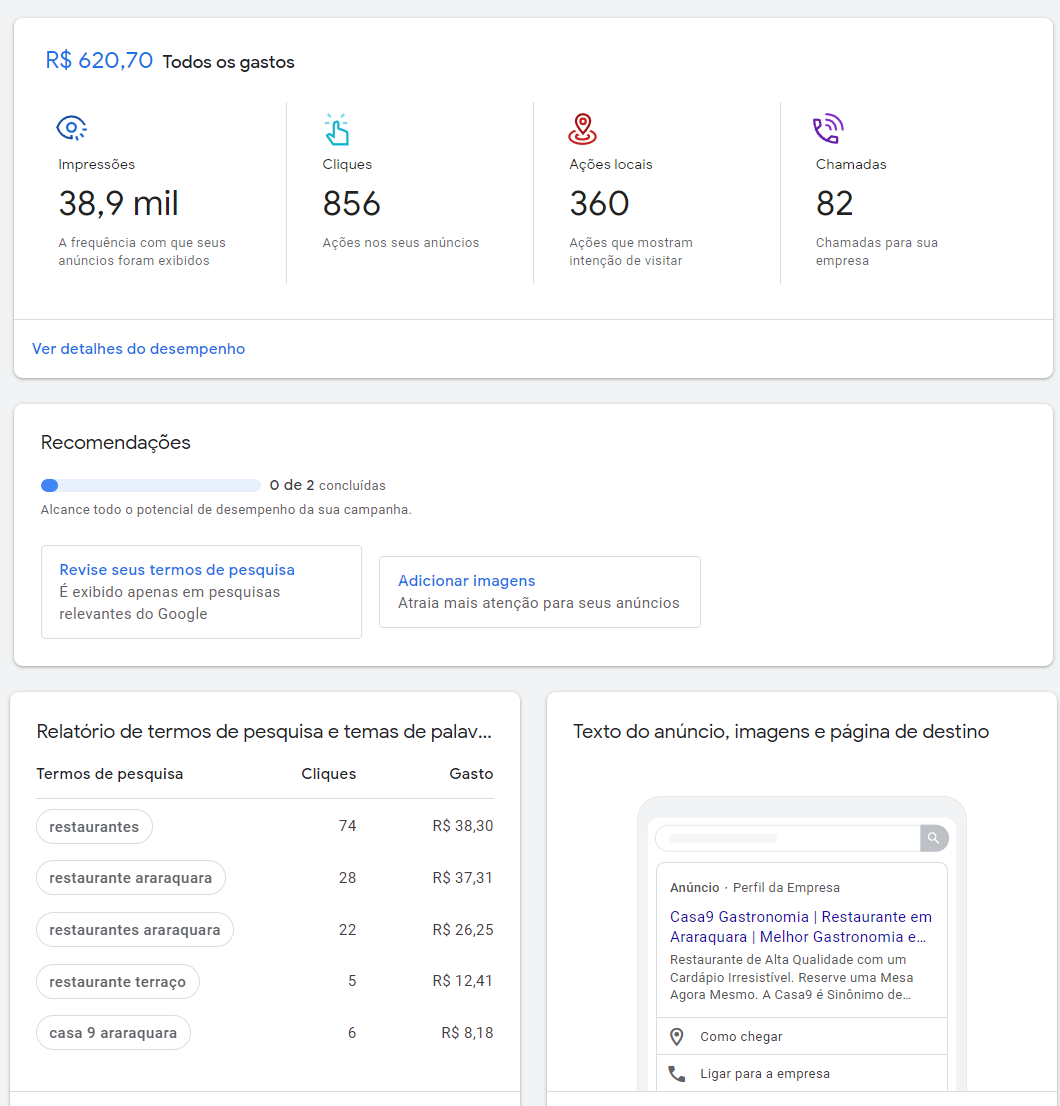 R$ 620,70 Todos os gastos
Impressões
38,9 mil
A frequência com que seus
anúncios foram exibidos
Cliques
856
Ações nos seus anúncios
Ações locais
360
Ações que mostram
intenção de visitar
Chamadas
82
Chamadas para sua
empresa
Ver detalhes do desempenho
Recomendações
0 de 2 concluídas
Alcance todo o potencial de desempenho da sua campanha.
Revise seus termos de pesquisa
É exibido apenas em pesquisas
relevantes do Google
Adicionar imagens
Atraia mais atenção para seus anúncios
Relatório de termos de pesquisa e temas de palav...
Termos de pesquisa Cliques Gasto
restaurantes 74 R$ 38,30
restaurante araraquara 28 R$ 37,31
restaurantes araraquara 22 R$ 26,25
restaurante terraço 5 R$ 12,41
casa 9 araraquara 6 R$ 8,18
Texto do anúncio, imagens e página de destino
Anúncio · Perfil da Empresa
Casa9 Gastronomia | Restaurante em
Araraquara | Melhor Gastronomia e...
Restaurante de Alta Qualidade com um
Cardápio Irresistível. Reserve uma Mesa
Agora Mesmo. A Casa9 é Sinônimo de...
Como chegar
Ligar para a empresa